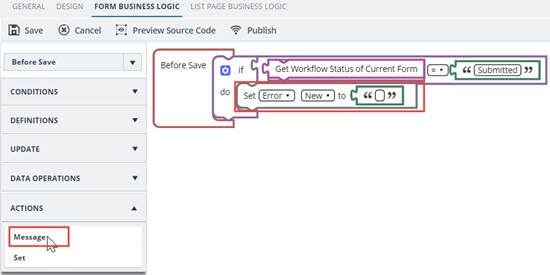 GENERAL DESIGN FORM BUSINESS LOGIC LIST PAGE BUSINESS LOGIC
Save Cancel Preview Source Code Publish
Before Save
CONDITIONS
DEFINITIONS
UPDATE
DATA OPERATIONS
ACTIONS
Message
Set
Before Save
if Get Workflow Status of Current Form = “ Submitted ”
do Set Error New to “ ”